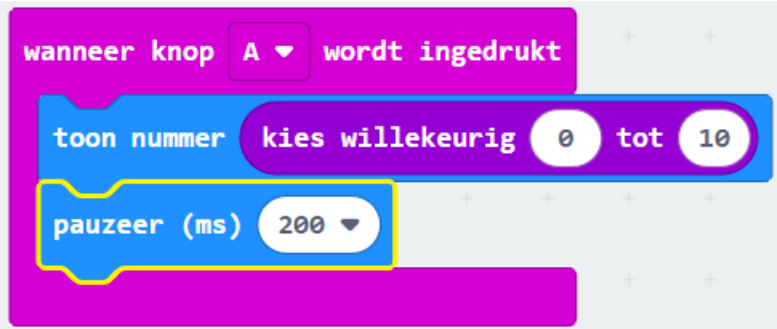 wanneer knop A wordt ingedrukt
toon nummer kies willekeurig 0 tot 10
pauzeer (ms) 200